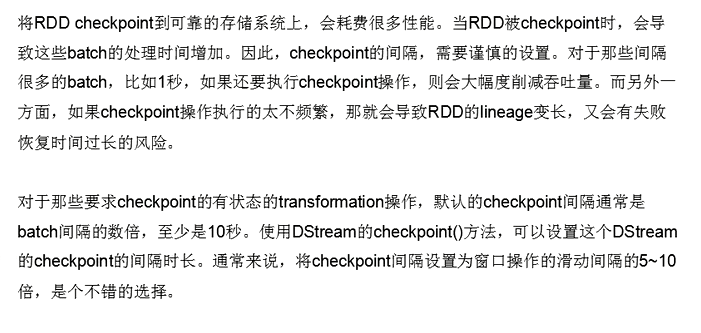 将RDD checkpoint到可靠的存储系统上，会耗费很多性能。当RDD被checkpoint时，会导
致这些batch的处理时间增加。因此，checkpoint的间隔，需要谨慎的设置。对于那些间隔
很多的batch，比如1秒，如果还要执行checkpoint操作，则会大幅度削减吞吐量。而另外一
方面，如果checkpoint操作执行的太不频繁，那就会导致RDD的lineage变长，又会有失败
恢复时间过长的风险。
对于那些要求checkpoint的有状态的transformation操作，默认的checkpoint间隔通常是
batch间隔的数倍，至少是10秒。使用DStream的checkpoint()方法，可以设置这个DStream
的checkpoint的间隔时长。通常来说，将checkpoint间隔设置为窗口操作的滑动间隔的5~10
倍，是个不错的选择。